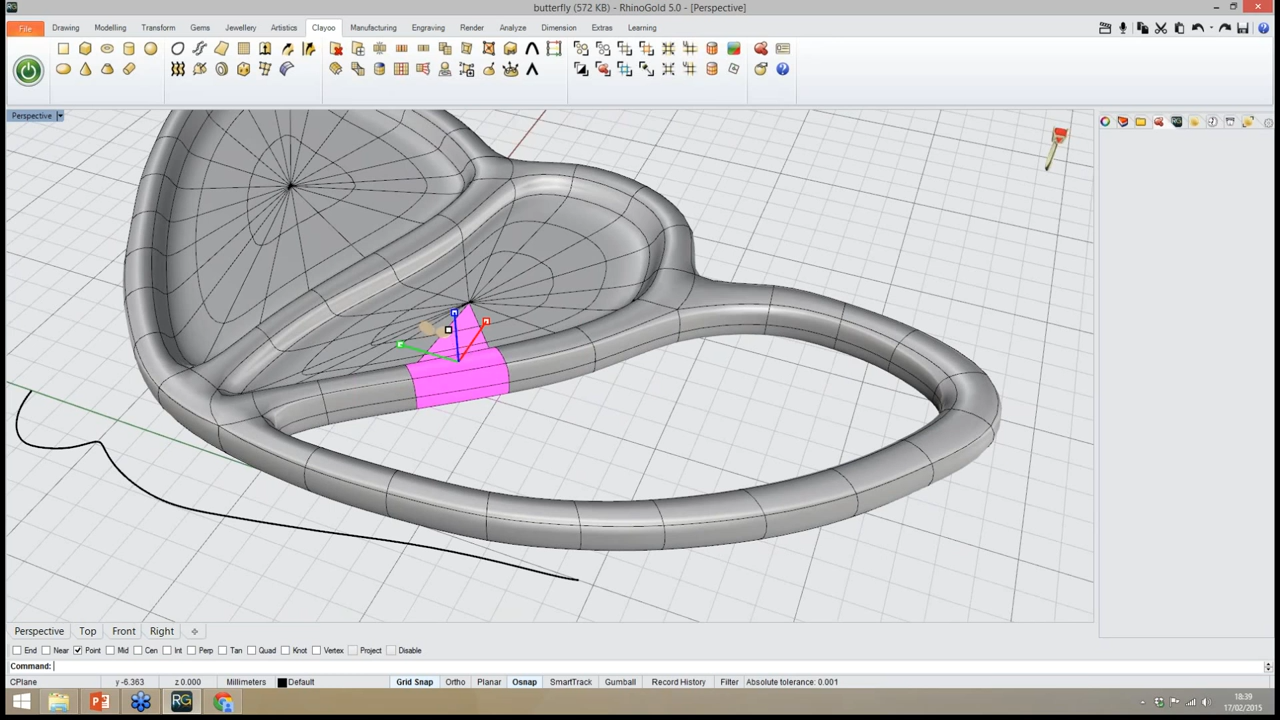 butterfly (572 KB) - RhinoGold 5.0 - [Perspective]
File Drawing Modelling Transform Gems Artistics Jewellery Clayoo Manufacturing Engraving Render Analyze Dimension Extras Learning
Perspective
Perspective Top Front Right
End Near Point Mid Cen Int Perp Tan Quad Knot Vertex Project Disable
Command:
CPlane y -6.363 z 0.000 Millimeters Default Grid Snap Ortho Planar Osnap SmartTrack Gumball Record History Filter Absolute tolerance: 0.001
RG
18:39
17/02/2015